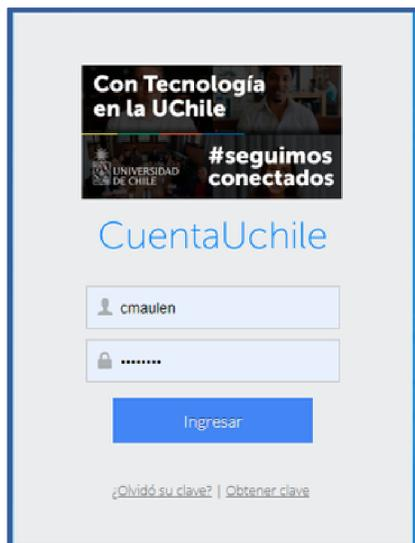 Con Tecnología
en la UChile
UNIVERSIDAD
DE CHILE
#seguimos
conectados
CuentaUchile
cmaulen
••••••••
Ingresar
¿Olvidó su clave? | Obtener clave